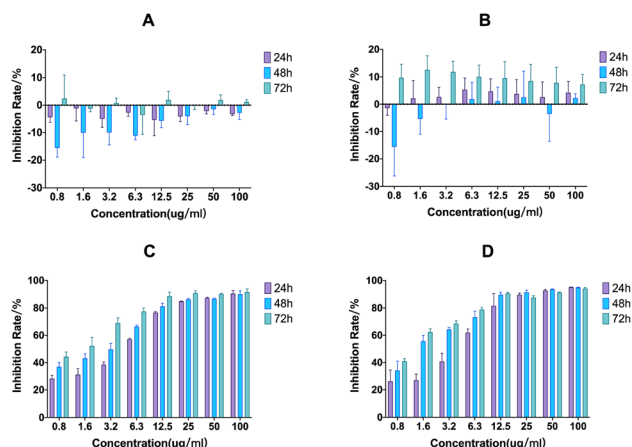 A
Inhibition Rate/%
20
10
0
-10
-20
-30
0.8 1.6 3.2 6.3 12.5 25 50 100
Concentration(ug/ml)
24h
48h
72h
B
Inhibition Rate/%
20
10
0
-10
-20
-30
0.8 1.6 3.2 6.3 12.5 25 50 100
Concentration(ug/ml)
24h
48h
72h
C
Inhibition Rate/%
100
80
60
40
20
0
0.8 1.6 3.2 6.3 12.5 25 50 100
Concentration(ug/ml)
24h
48h
72h
D
Inhibition Rate/%
100
80
60
40
20
0
0.8 1.6 3.2 6.3 12.5 25 50 100
Concentration(ug/ml)
24h
48h
72h